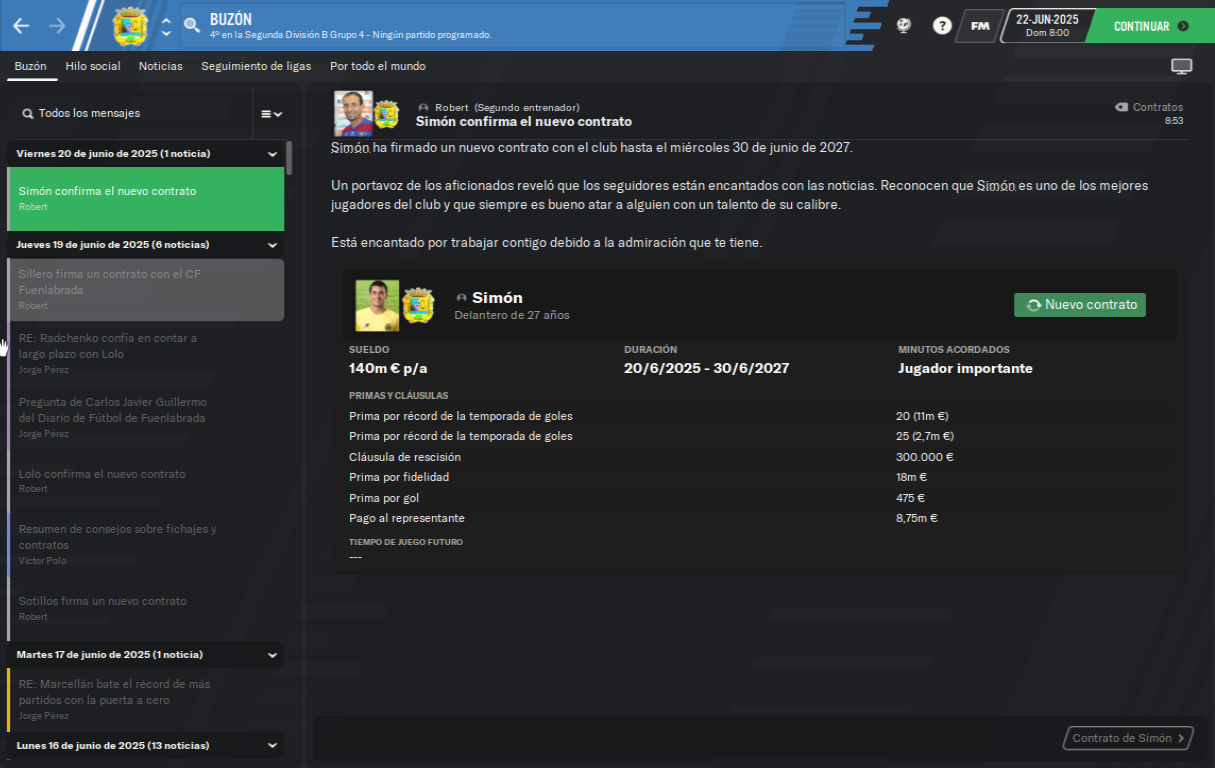 BUZÓN
4º en la Segunda División B Grupo 4 - Ningún partido programado.
?
FM
22-JUN-2025
Dom 8:00
CONTINUAR
Buzón
Hilo social
Noticias
Seguimiento de ligas
Por todo el mundo
Todos los mensajes
Viernes 20 de junio de 2025 (1 noticia)
Simón confirma el nuevo contrato
Robert
Jueves 19 de junio de 2025 (6 noticias)
Sillero firma un contrato con el CF
Fuenlabrada
Robert
RE: Radchenko confía en contar a
largo plazo con Lolo
Jorge Pérez
Pregunta de Carlos Javier Guillermo
del Diario de Fútbol de Fuenlabrada
Jorge Pérez
Lolo confirma el nuevo contrato
Robert
Resumen de consejos sobre fichajes y
contratos
Víctor Polo
Sotillos firma un nuevo contrato
Robert
Martes 17 de junio de 2025 (1 noticia)
RE: Marcellán bate el récord de más
partidos con la puerta a cero
Jorge Pérez
Lunes 16 de junio de 2025 (13 noticias)
Robert (Segundo entrenador)
Simón confirma el nuevo contrato
Contratos
8:53
Simón ha firmado un nuevo contrato con el club hasta el miércoles 30 de junio de 2027.
Un portavoz de los aficionados reveló que los seguidores están encantados con las noticias. Reconocen que Simón es uno de los mejores
jugadores del club y que siempre es bueno atar a alguien con un talento de su calibre.
Está encantado por trabajar contigo debido a la admiración que te tiene.
Simón
Delantero de 27 años
Nuevo contrato
SUELDO
140m € p/a
DURACIÓN
20/6/2025 - 30/6/2027
MINUTOS ACORDADOS
Jugador importante
PRIMAS Y CLÁUSULAS
Prima por récord de la temporada de goles 20 (11m €)
Prima por récord de la temporada de goles 25 (2,7m €)
Cláusula de rescisión 300.000 €
Prima por fidelidad 18m €
Prima por gol 475 €
Pago al representante 8,75m €
TIEMPO DE JUEGO FUTURO
---
Contrato de Simón